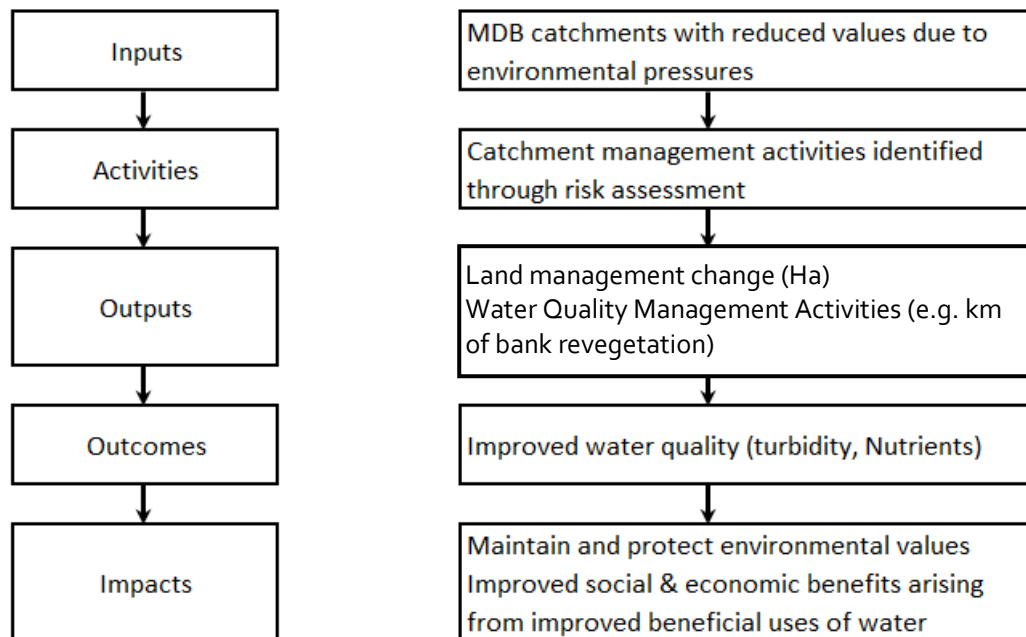 Inputs
MDB catchments with reduced values due to
environmental pressures
Activities
Catchment management activities identified
through risk assessment
Outputs
Land management change (Ha)
Water Quality Management Activities (e.g. km
of bank revegetation)
Outcomes
Improved water quality (turbidity, Nutrients)
Impacts
Maintain and protect environmental values
Improved social & economic benefits arising
from improved beneficial uses of water